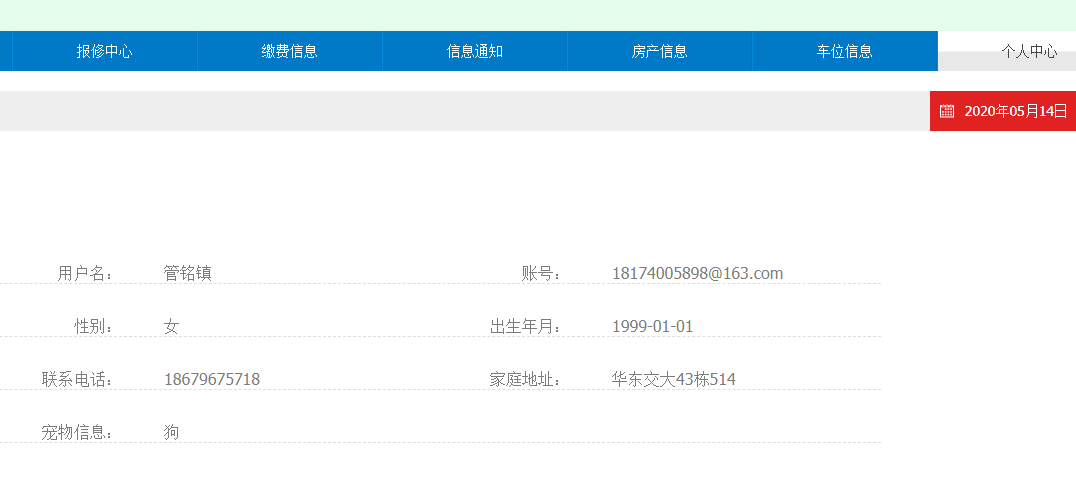 报修中心 缴费信息 信息通知 房产信息 车位信息 个人中心
2020年05月14日
用户名： 管铭镇 账号： 18174005898@163.com
性别： 女 出生年月： 1999-01-01
联系电话： 18679675718 家庭地址： 华东交大43栋514
宠物信息： 狗